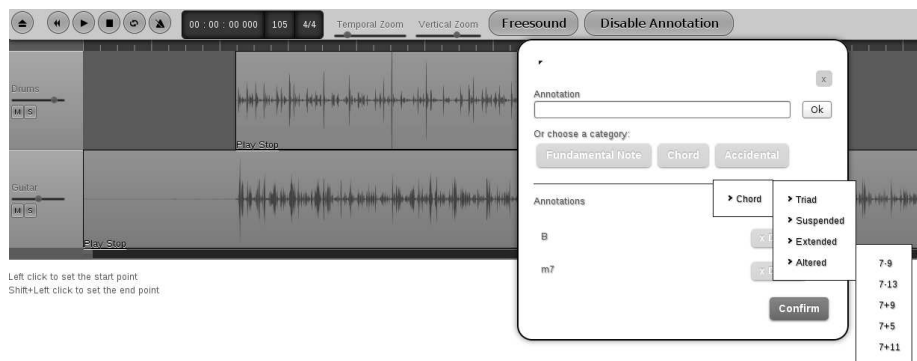 00 : 00 : 00 000 105 4/4 Temporal Zoom Vertical Zoom Freesound Disable Annotation
Drums
M S
Play Stop
Guitar
M S
Play Stop
Left click to set the start point
Shift+Left click to set the end point
x
Annotation
Ok
Or choose a category:
Fundamental Note Chord Accidental
Annotations
B
x
m7
x
Confirm
Chord
Triad
Suspended
Extended
Altered
7-9
7-13
7+9
7+5
7+11